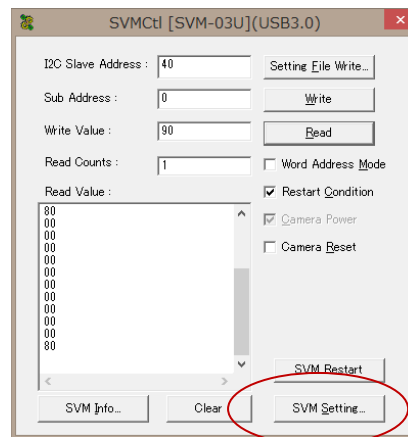 SVMCtl [SVM-03U](USB3.0)
I2C Slave Address : 40 Setting File Write...
Sub Address : 0 Write
Write Value : 90 Read
Read Counts : 1 Word Address Mode
Read Value : Restart Condition
Camera Power
Camera Reset
80
00
00
00
00
00
00
00
00
00
00
80
SVM Restart
SVM Info... Clear SVM Setting...